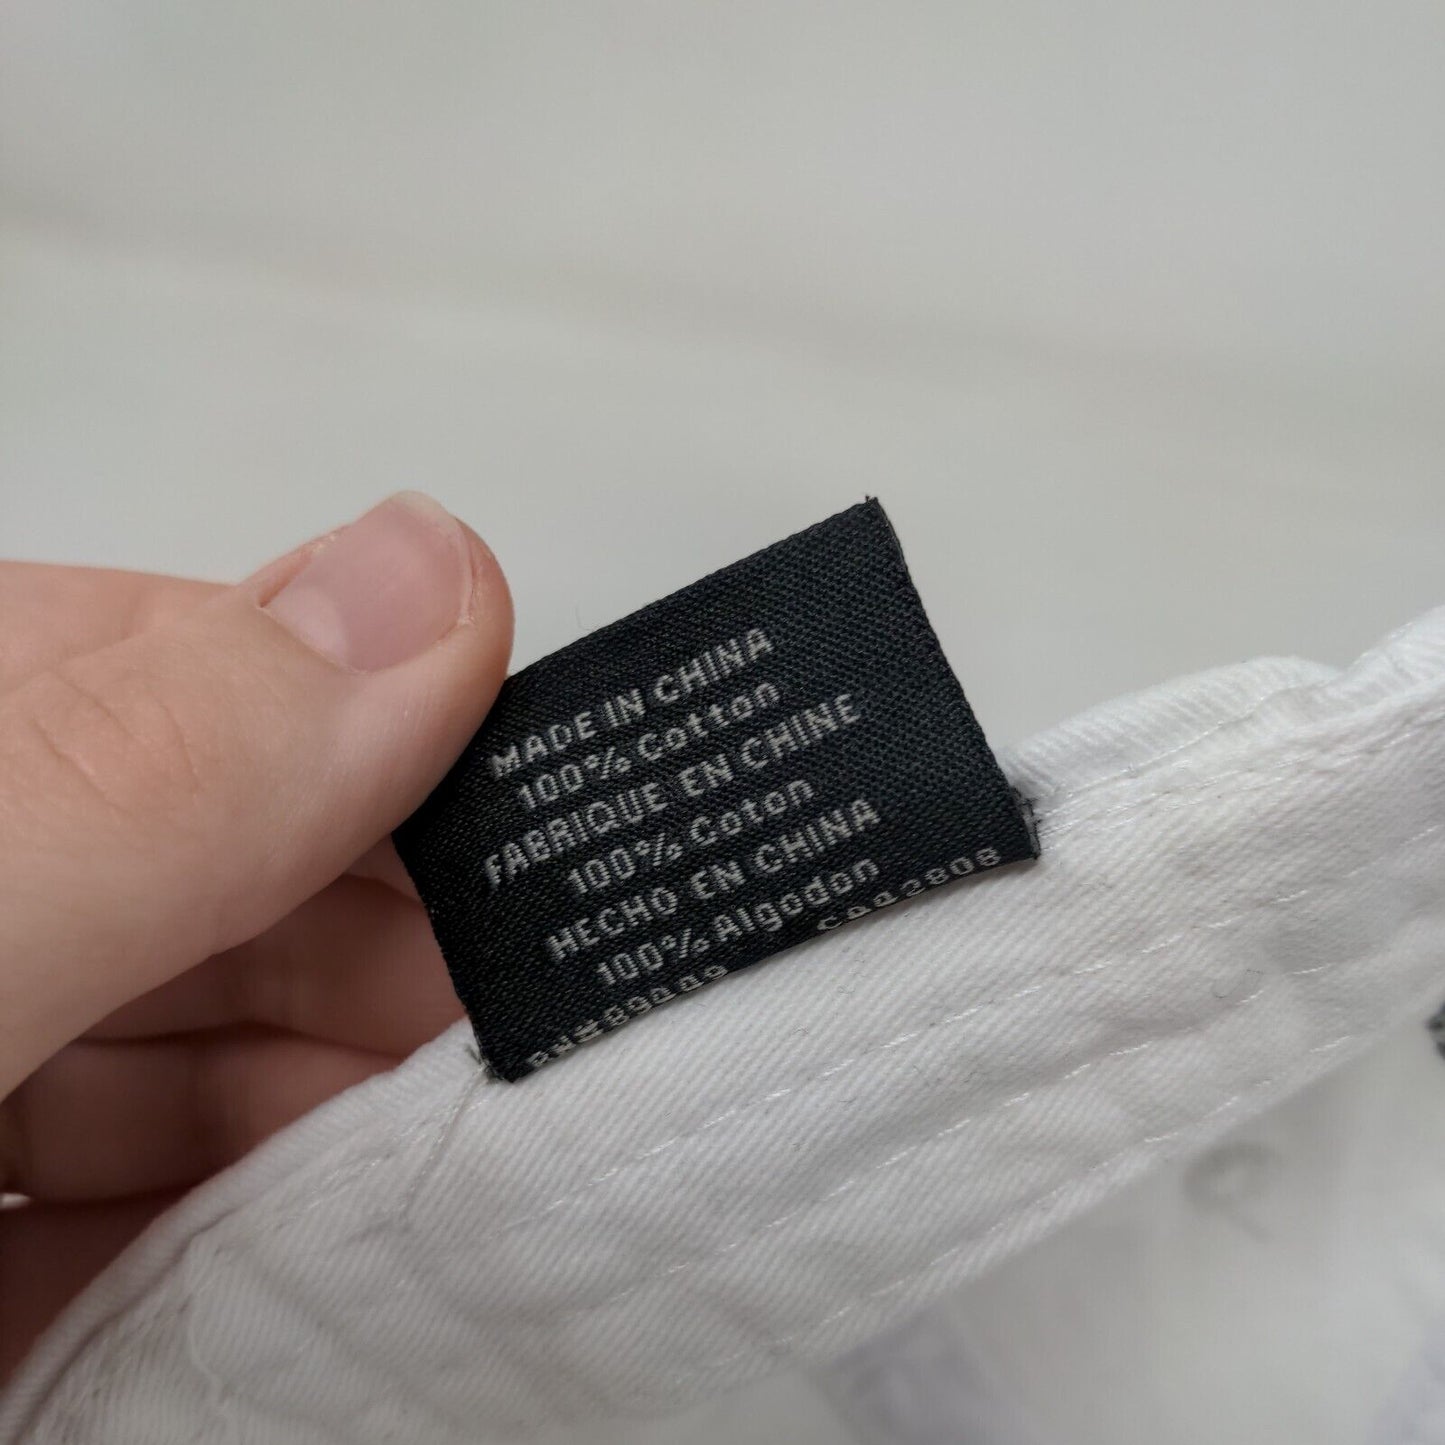 MADE IN CHINA
100% Cotton
FABRIQUE EN CHINE
100% Coton
HECHO EN CHINA
100% Algodon